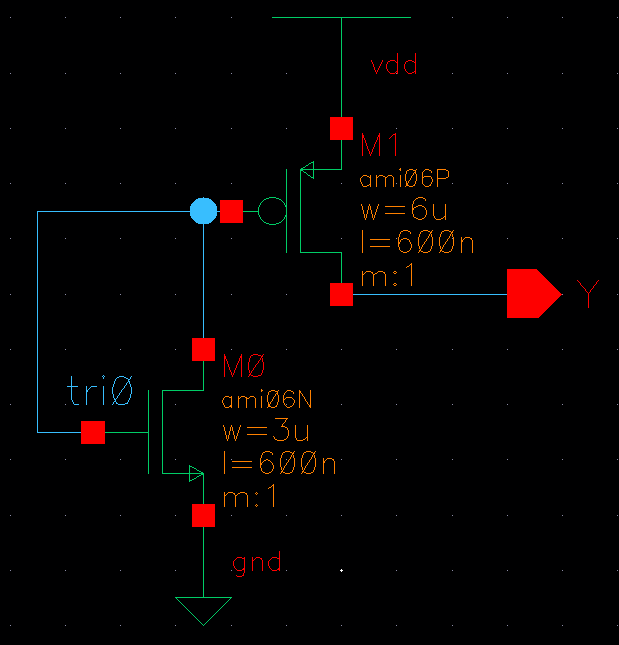 vdd
M1
ami06P
w=6u
l=600n
m:1
Y
M0
tri0
ami06N
w=3u
l=600n
m:1
gnd